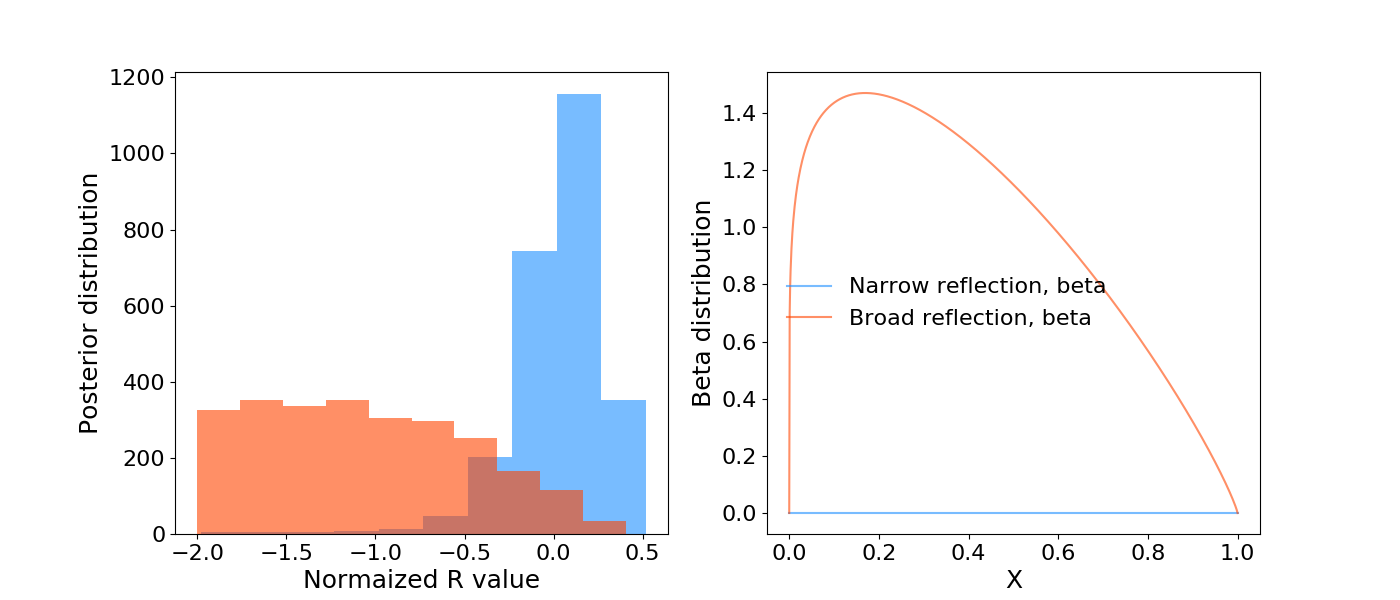 Posterior distribution
1200
1000
800
600
400
200
0
−2.0 −1.5 −1.0 −0.5 0.0 0.5
Normaized R value
Beta distribution
1.4
1.2
1.0
0.8
0.6
0.4
0.2
0.0
Narrow reflection, beta
Broad reflection, beta
0.0 0.2 0.4 0.6 0.8 1.0
X